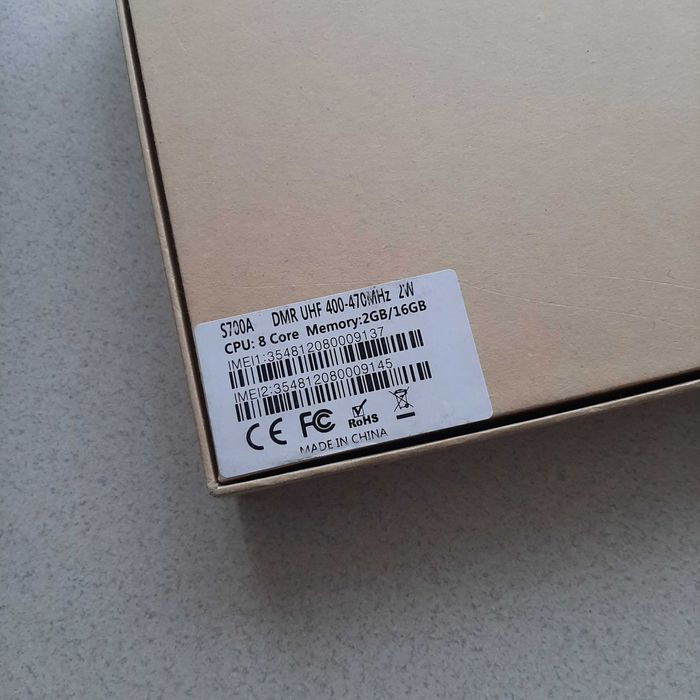 S700A DMR UHF 400-470MHz 2W
CPU: 8 Core Memory:2GB/16GB
IMEI1:354812080009137
IMEI2:354812080009145
CE FC RoHS
MADE IN CHINA